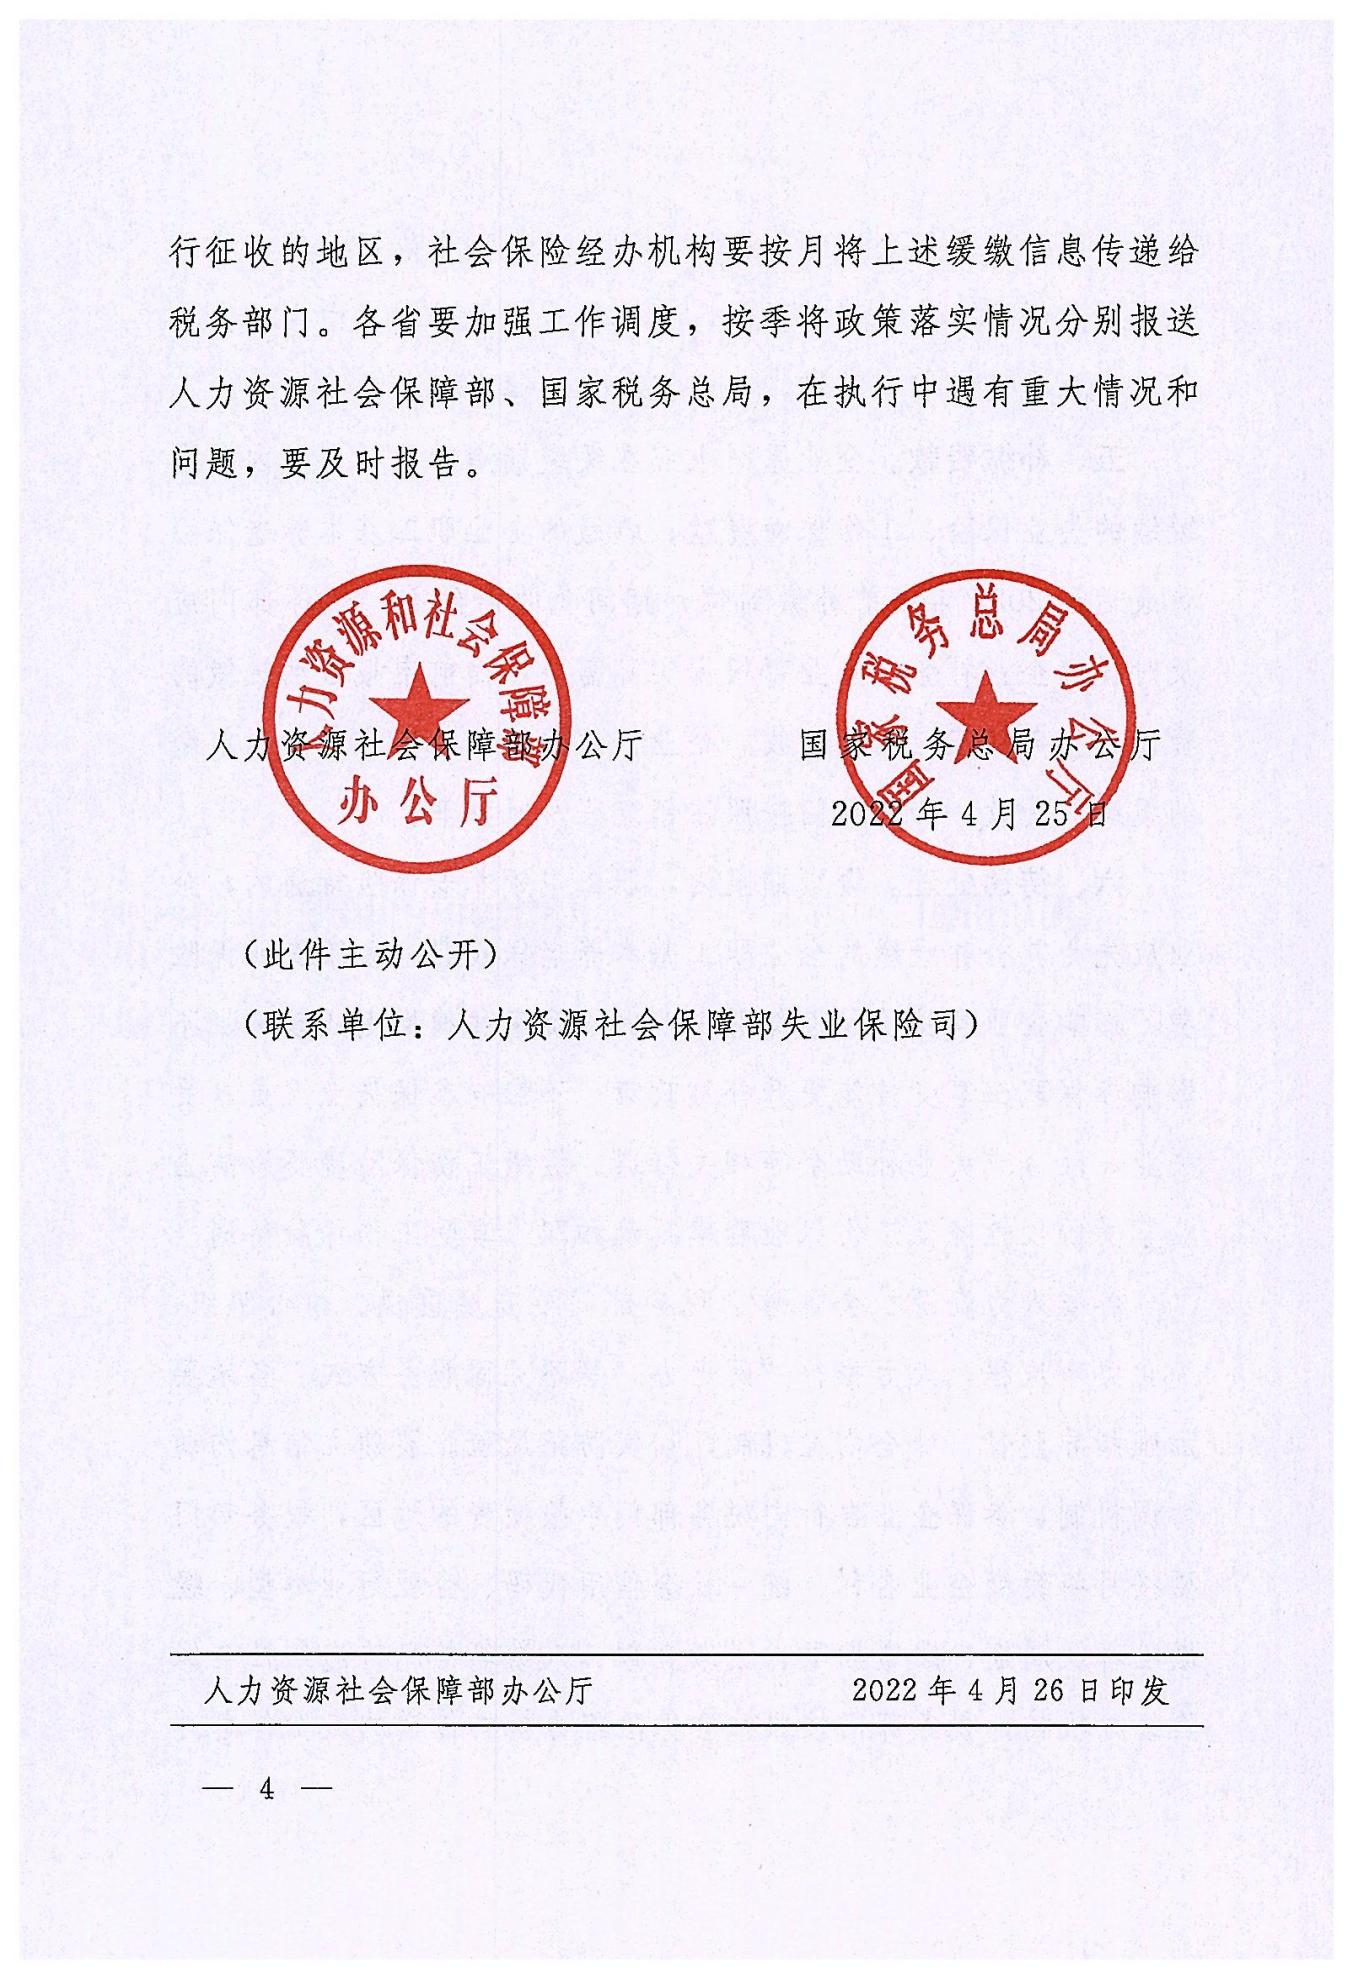 行征收的地区，社会保险经办机构要按月将上述缓缴信息传递给
税务部门。各省要加强工作调度，按季将政策落实情况分别报送
人力资源社会保障部、国家税务总局，在执行中遇有重大情况和
问题，要及时报告。
人力资源和社会保障部
办公厅
国家税务总局办公厅
人力资源社会保障部办公厅
国家税务总局办公厅
2022年4月25日
（此件主动公开）
（联系单位：人力资源社会保障部失业保险司）
人力资源社会保障部办公厅
2022年4月26日印发
— 4 —